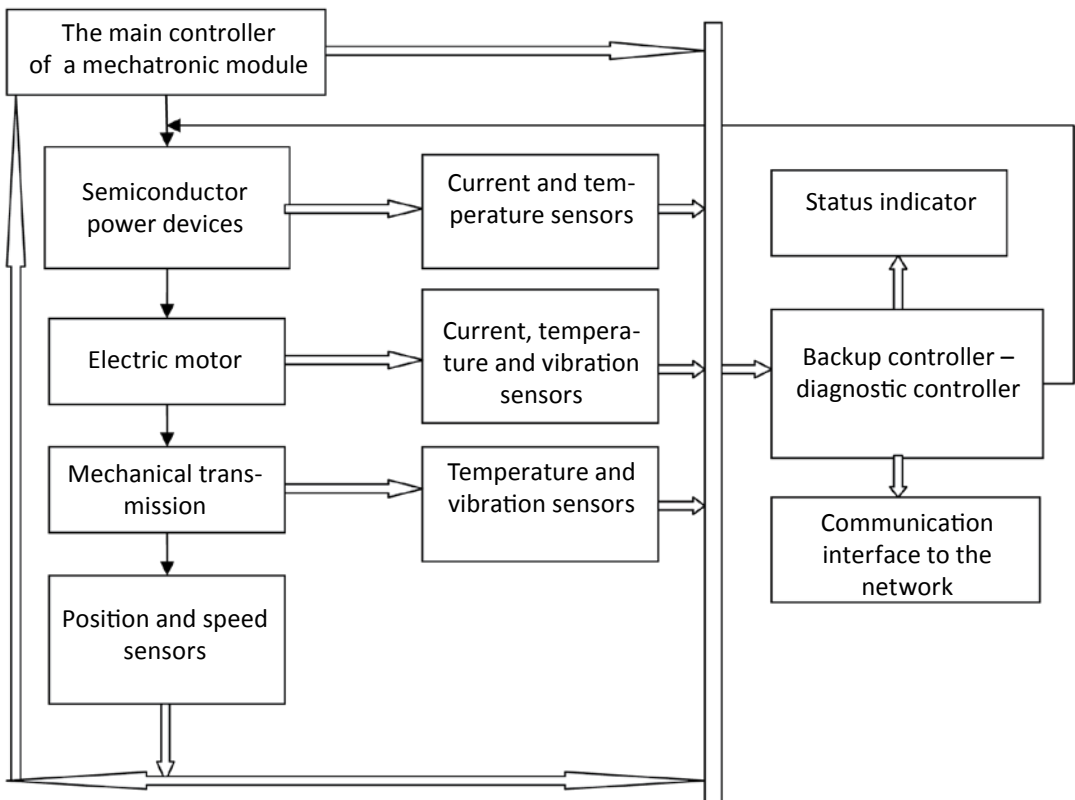 The main controller
of a mechatronic module
Semiconductor
power devices
Current and tem-
perature sensors
Status indicator
Electric motor
Current, tempera-
ture and vibration
sensors
Backup controller –
diagnostic controller
Mechanical trans-
mission
Temperature and
vibration sensors
Communication
interface to the
network
Position and speed
sensors